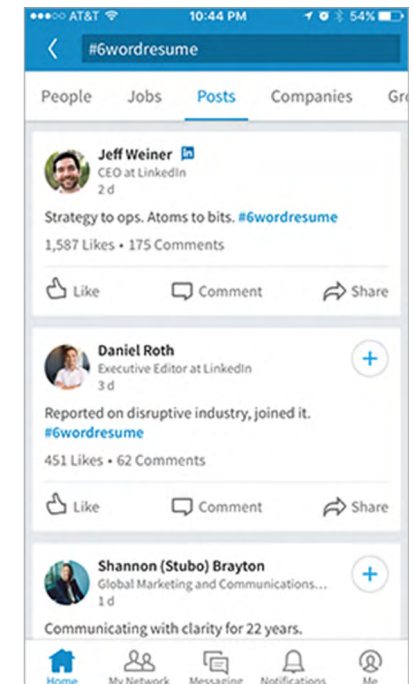 AT&T 10:44 PM 54%
#6wordresume
People Jobs Posts Companies Gr
Jeff Weiner in
CEO at LinkedIn
2 d
Strategy to ops. Atoms to bits. #6wordresume
1,587 Likes • 175 Comments
Like Comment Share
Daniel Roth
Executive Editor at LinkedIn
3 d
Reported on disruptive industry, joined it.
#6wordresume
451 Likes • 62 Comments
Like Comment Share
Shannon (Stubo) Brayton
Global Marketing and Communications...
1 d
Communicating with clarity for 22 years.
Home My Network Messaging Notifications Me